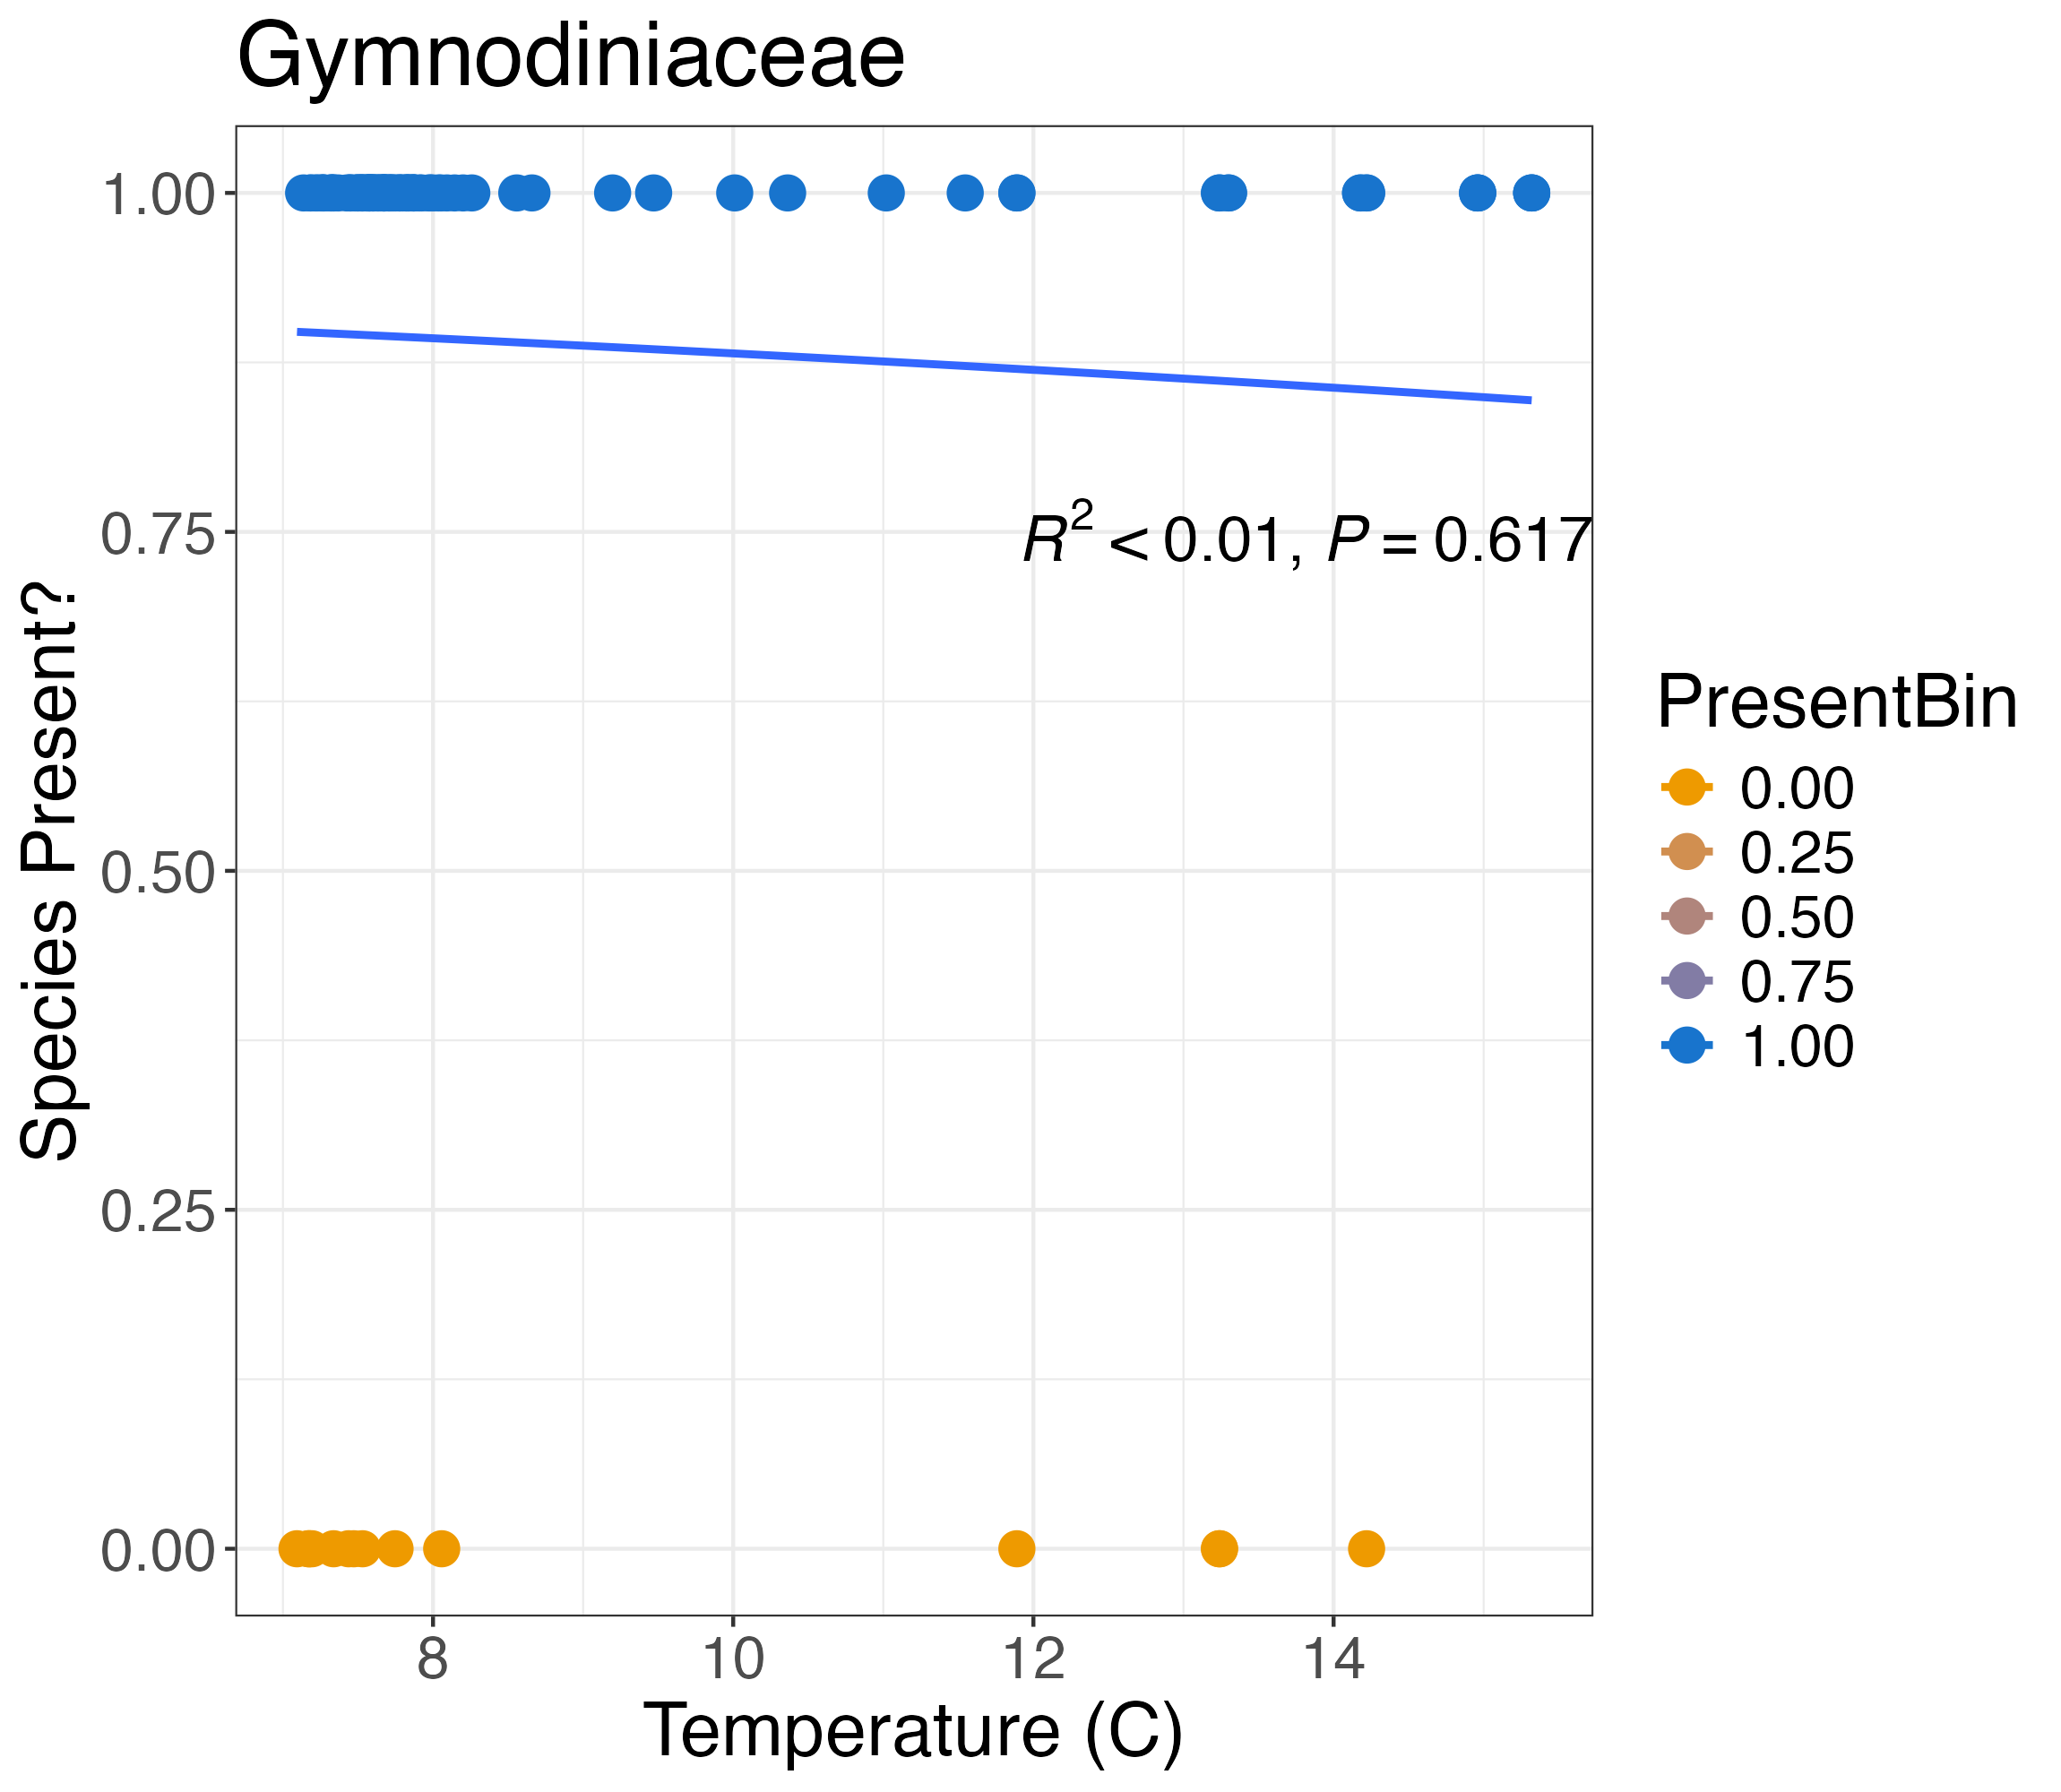 Gymnodiniaceae
1.00
0.75
0.50
0.25
0.00
Species Present?
R² < 0.01, P = 0.617
8 10 12 14
Temperature (C)
PresentBin
0.00
0.25
0.50
0.75
1.00